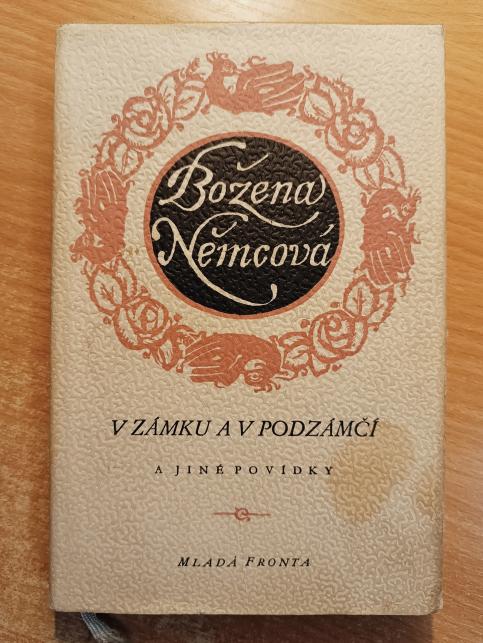 Božena
Němcová
V ZÁMKU A V PODZÁMČÍ
A JINÉ POVÍDKY
MLADÁ FRONTA